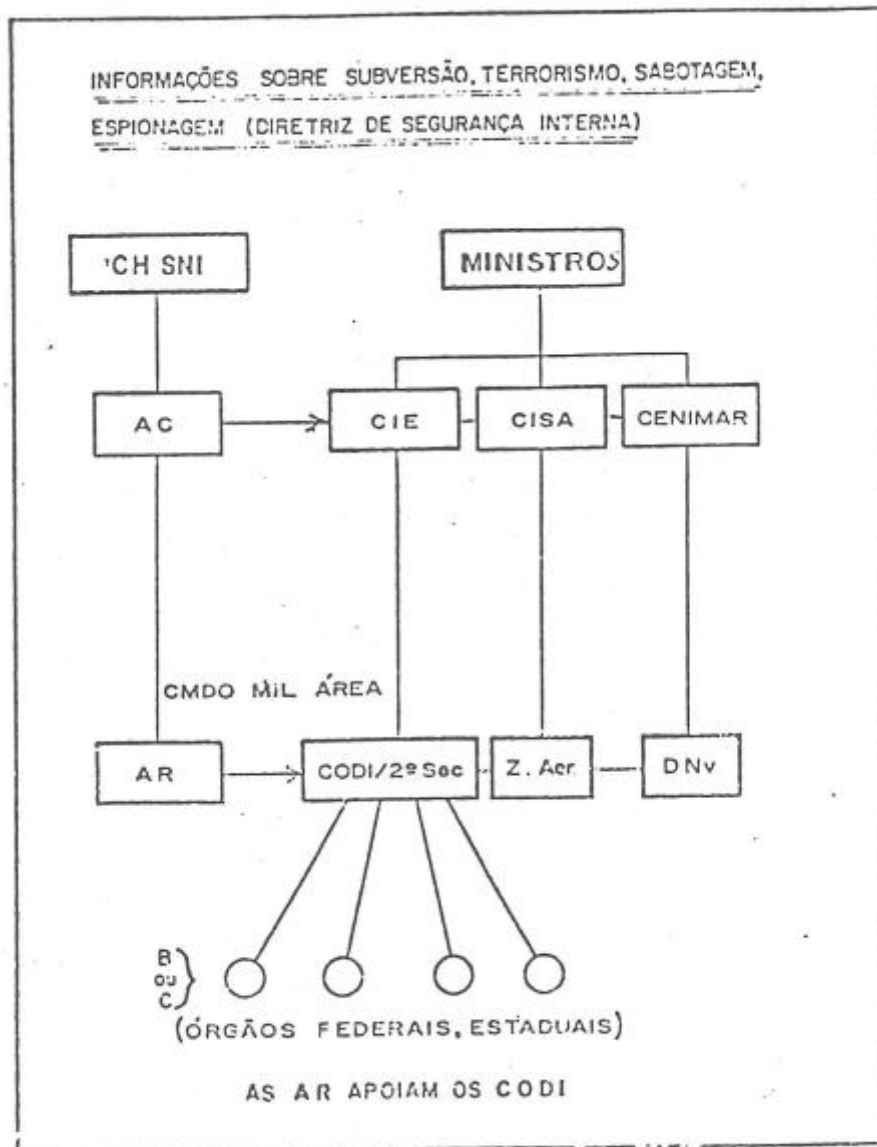 INFORMAÇÕES SOBRE SUBVERSÃO, TERRORISMO, SABOTAGEM,
ESPIONAGEM (DIRETRIZ DE SEGURANÇA INTERNA)
CH SNI
MINISTROS
AC
CIE
CISA
CENIMAR
CMDO MIL ÁREA
AR
CODI/2ª Sec
Z. Aer.
DNv
B
ou
C
(ÓRGÃOS FEDERAIS, ESTADUAIS)
AS AR APOIAM OS CODI